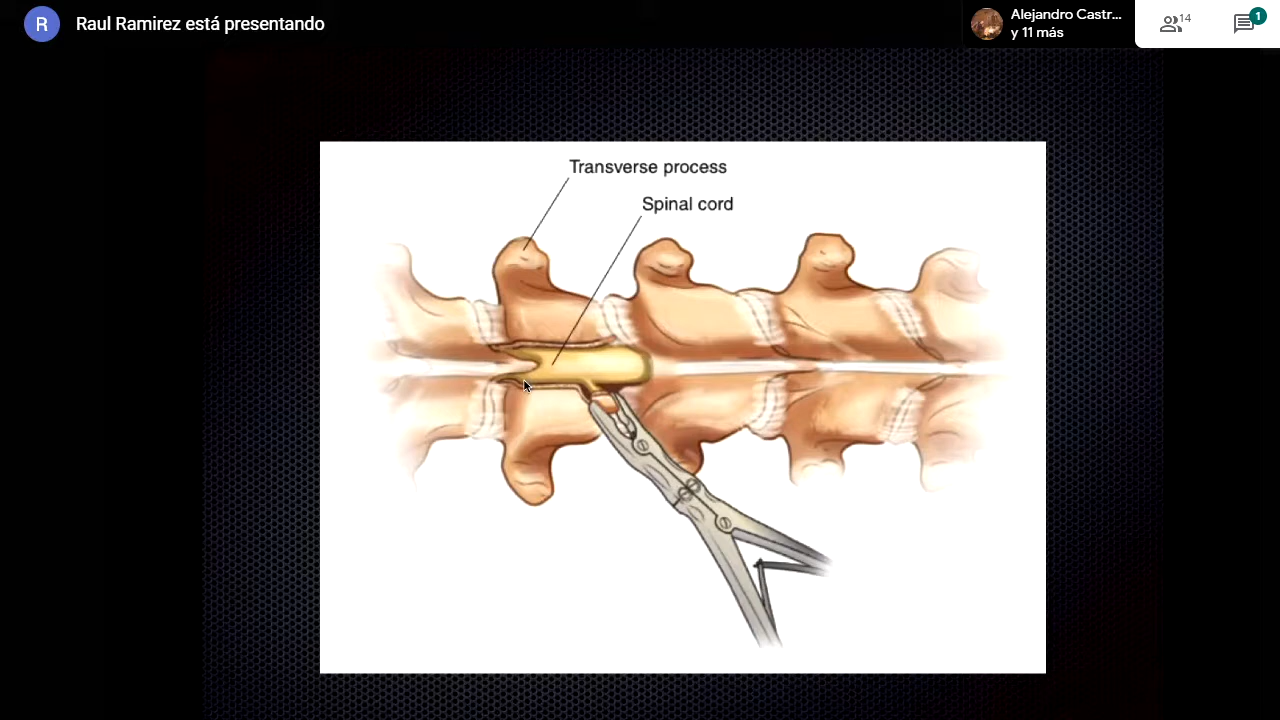 R
Raul Ramirez está presentando
Alejandro Castr...
y 11 más
14
1
Transverse process
Spinal cord